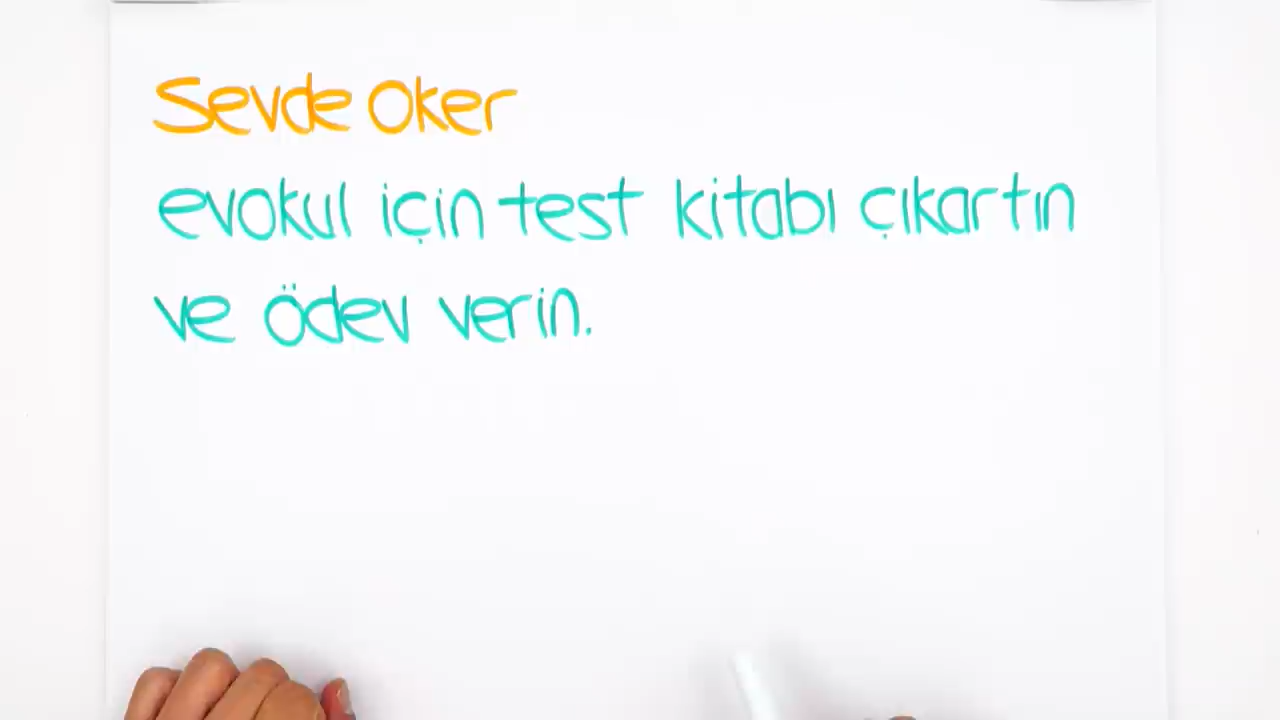 Sevde Oker
evokul için test kitabı çıkartın
ve ödev verin.